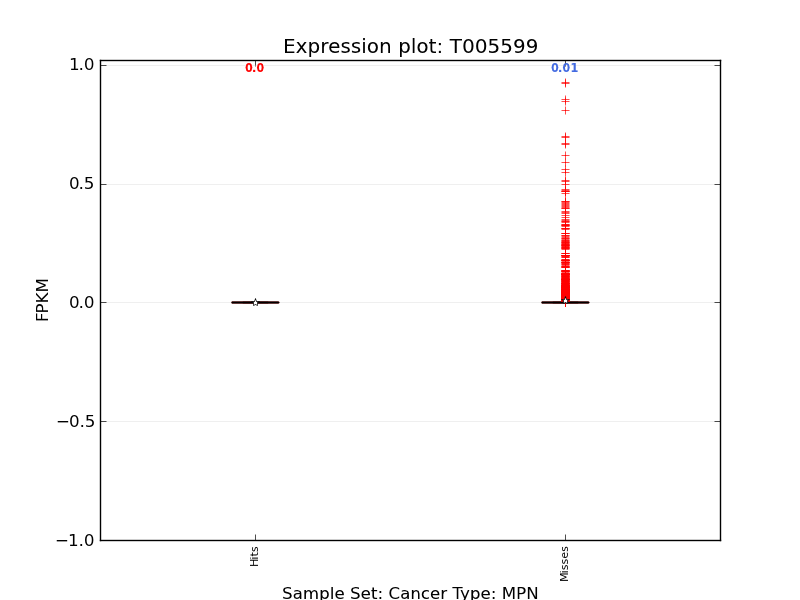 Expression plot: T005599
1.0
0.0
0.01
0.5
0.0
−0.5
−1.0
FPKM
Hits
Misses
Sample Set: Cancer Type: MPN